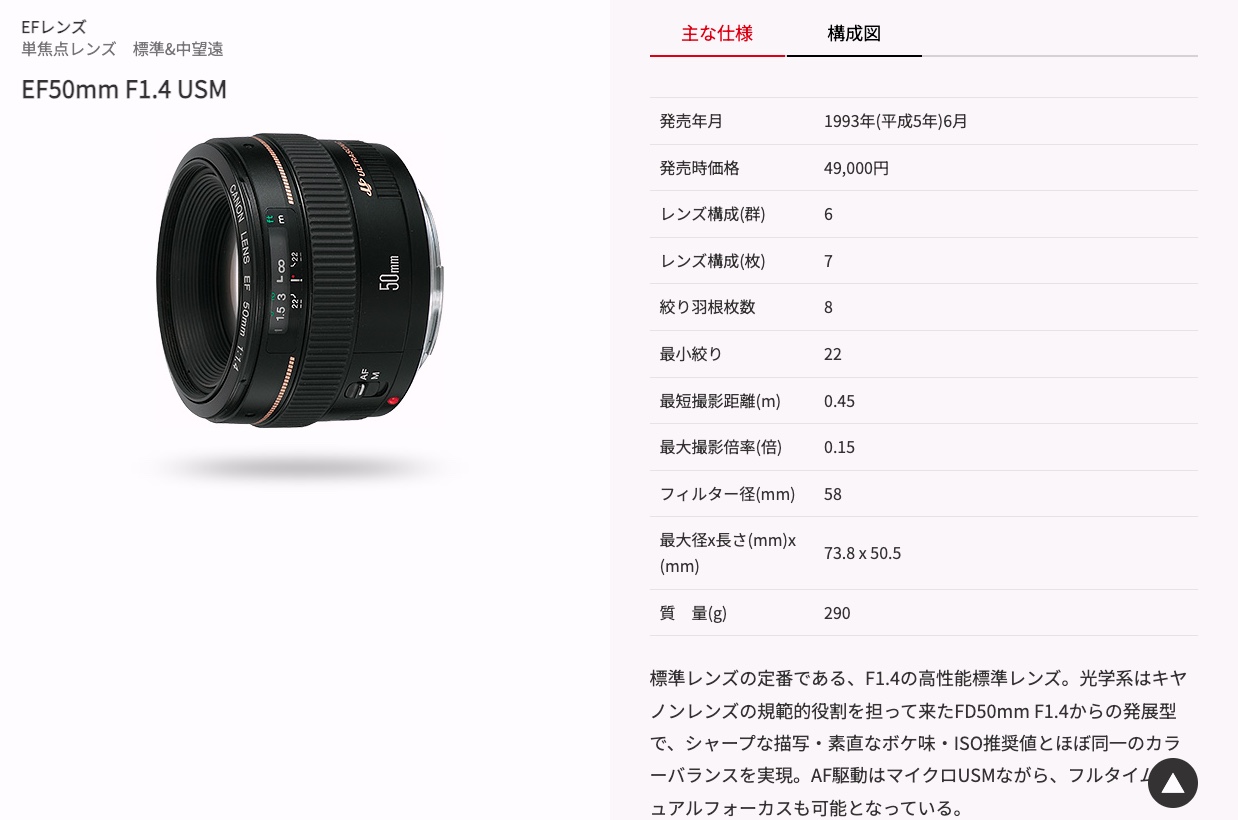 EFレンズ
単焦点レンズ　標準&中望遠
EF50mm F1.4 USM
CANON LENS EF 50mm 1:1.4
ULTRASONIC
ft m
L ∞
1.5 3
22 22
50mm
AF
M
主な仕様 構成図
発売年月 1993年(平成5年)6月
発売時価格 49,000円
レンズ構成(群) 6
レンズ構成(枚) 7
絞り羽根枚数 8
最小絞り 22
最短撮影距離(m) 0.45
最大撮影倍率(倍) 0.15
フィルター径(mm) 58
最大径x長さ(mm)x
(mm) 73.8 x 50.5
質　量(g) 290
標準レンズの定番である、F1.4の高性能標準レンズ。光学系はキヤ
ノンレンズの規範的役割を担って来たFD50mm F1.4からの発展型
で、シャープな描写・素直なボケ味・ISO推奨値とほぼ同一のカラ
ーバランスを実現。AF駆動はマイクロUSMながら、フルタイム
ュアルフォーカスも可能となっている。